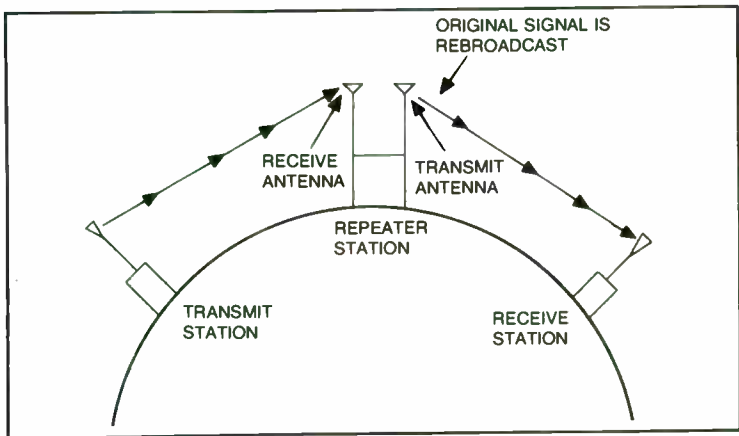 ORIGINAL SIGNAL IS
REBROADCAST
RECEIVE
ANTENNA
TRANSMIT
ANTENNA
REPEATER
STATION
TRANSMIT
STATION
RECEIVE
STATION